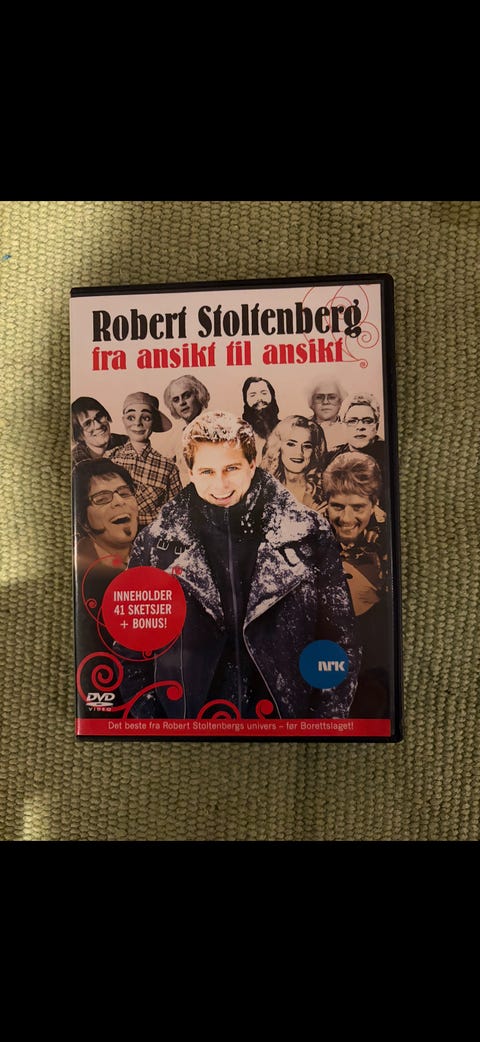 Robert Stoltenberg
fra ansikt til ansikt
INNEHOLDER
41 SKETSJER
+ BONUS!
NRK
DVD
VIDEO
Det beste fra Robert Stoltenbergs univers – før Borettslaget!